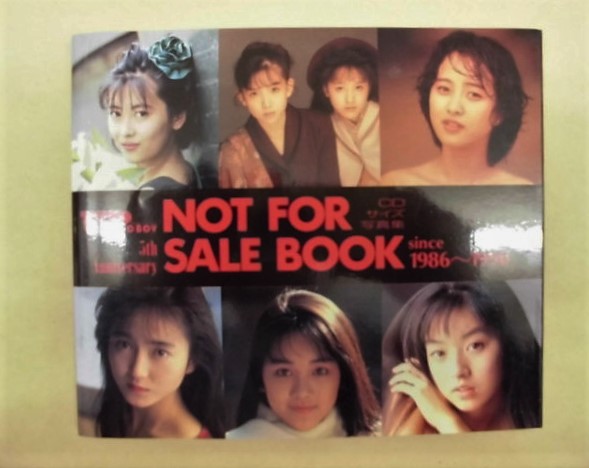 NOT FOR
SALE BOOK
CD
サイズ
写真集
5th
Anniversary
since
1986~